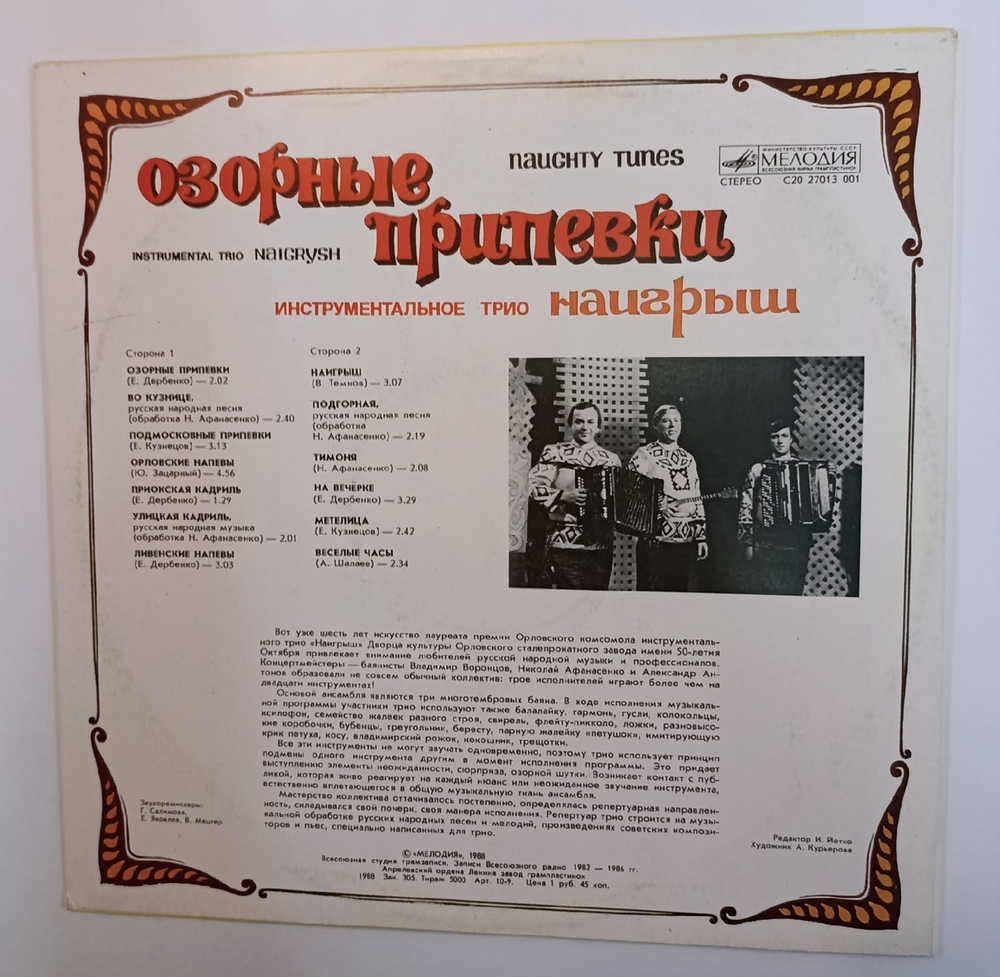 NAUGHTY TUNES
МИНИСТЕРСТВО КУЛЬТУРЫ СССР
МЕЛОДИЯ
ВСЕСОЮЗНАЯ ФИРМА ГРАМПЛАСТИНОК
СТЕРЕО С20 27013 001
ОЗОРНЫЕ
ПРИПЕВКИ
INSTRUMENTAL TRIO NAIGRYSH
ИНСТРУМЕНТАЛЬНОЕ ТРИО НАИГРЫШ
Сторона 1
ОЗОРНЫЕ ПРИПЕВКИ
(Е. Дербенко) — 2.02
ВО КУЗНИЦЕ,
русская народная песня
(обработка Н. Афанасенко) — 2.40
ПОДМОСКОВНЫЕ ПРИПЕВКИ
(Е. Кузнецов) — 3.13
ОРЛОВСКИЕ НАПЕВЫ
(Ю. Зацарный) — 4.56
ПРИОКСКАЯ КАДРИЛЬ
(Е. Дербенко) — 1.29
УЛИЦКАЯ КАДРИЛЬ,
русская народная музыка
(обработка Н. Афанасенко) — 2.01
ЛИВЕНСКИЕ НАПЕВЫ
(Е. Дербенко) — 3.03
Сторона 2
НАИГРЫШ
(В. Темнов) — 3.07
ПОДГОРНАЯ,
русская народная песня
(обработка
Н. Афанасенко) — 2.19
ТИМОНЯ
(Н. Афанасенко) — 2.08
НА ВЕЧЁРКЕ
(Е. Дербенко) — 3.29
МЕТЕЛИЦА
(Е. Кузнецов) — 2.42
ВЕСЕЛЫЕ ЧАСЫ
(А. Шалаев) — 2.34
Вот уже шесть лет искусство лауреата премии Орловского комсомола инструменталь-
ного трио «Наигрыш» Дворца культуры Орловского сталепрокатного завода имени 50-летия
Октября привлекает внимание любителей русской народной музыки и профессионалов.
Концертмейстеры — баянисты Владимир Воронцов, Николай Афанасенко и Александр Ан-
тонов образовали не совсем обычный коллектив: трое исполнителей играют более чем на
двадцати инструментах!
Основой ансамбля являются три многотембровых баяна. В ходе исполнения музыкаль-
ной программы участники трио используют также балалайку, гармонь, гусли, колокольцы,
ксилофон, семейство жалеек разного строя, свирель, флейту-пикколо, ложки, разновысо-
кие коробочки, бубенцы, треугольник, бересту, парную жалейку «петушок», имитирующую
крик петуха, косу, владимирский рожок, кокошник, трещотки.
Все эти инструменты не могут звучать одновременно, поэтому трио использует принцип
подмены одного инструмента другим в момент исполнения программы. Это придает
выступлению элементы неожиданности, сюрприза, озорной шутки. Возникает контакт с пуб-
ликой, которая живо реагирует на каждый нюанс или неожиданное звучание инструмента,
естественно вплетающегося в общую музыкальную ткань ансамбля.
Мастерство коллектива оттачивалось постепенно, определялась репертуарная направлен-
ность, складывался свой почерк, своя манера исполнения. Репертуар трио строится на музы-
кальной обработке русских народных песен и мелодий, произведениях советских компози-
торов и пьес, специально написанных для трио.
Звукорежиссеры:
Г. Салимова,
Е. Яковлев, В. Мецгер
Редактор И. Йотко
Художник А. Курьерова
© «МЕЛОДИЯ», 1988
Всесоюзная студия грамзаписи. Записи Всесоюзного радио 1982 — 1986 гг.
Апрелевский ордена Ленина завод грампластинок
1988 Зак. 305. Тираж 5000 Арт. 10-9. Цена 1 руб. 45 коп.